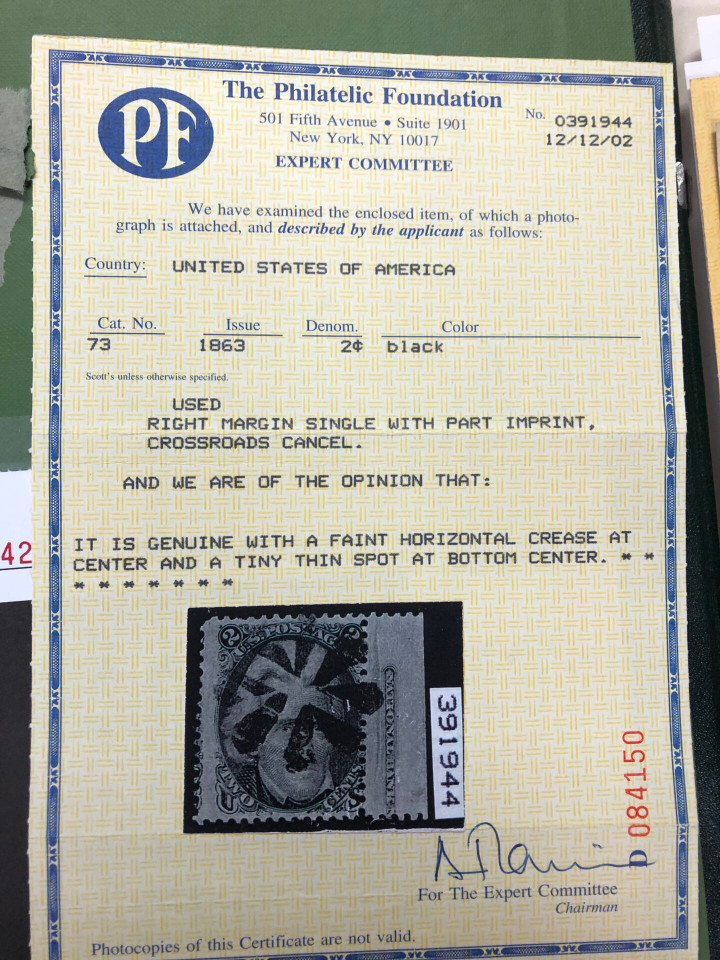 PF
The Philatelic Foundation
501 Fifth Avenue • Suite 1901
New York, NY 10017
EXPERT COMMITTEE
No. 0391944
12/12/02
We have examined the enclosed item, of which a photo-
graph is attached, and described by the applicant as follows:
Country: UNITED STATES OF AMERICA
Cat. No. Issue Denom. Color
73 1863 2¢ black
Scott's unless otherwise specified.
USED
RIGHT MARGIN SINGLE WITH PART IMPRINT,
CROSSROADS CANCEL.
AND WE ARE OF THE OPINION THAT:
42
IT IS GENUINE WITH A FAINT HORIZONTAL CREASE AT
CENTER AND A TINY THIN SPOT AT BOTTOM CENTER. * *
* * * * * * *
2 U.S. POSTAG 2
TWO CENTS
391944
D 084150
For The Expert Committee
Chairman
Photocopies of this Certificate are not valid.